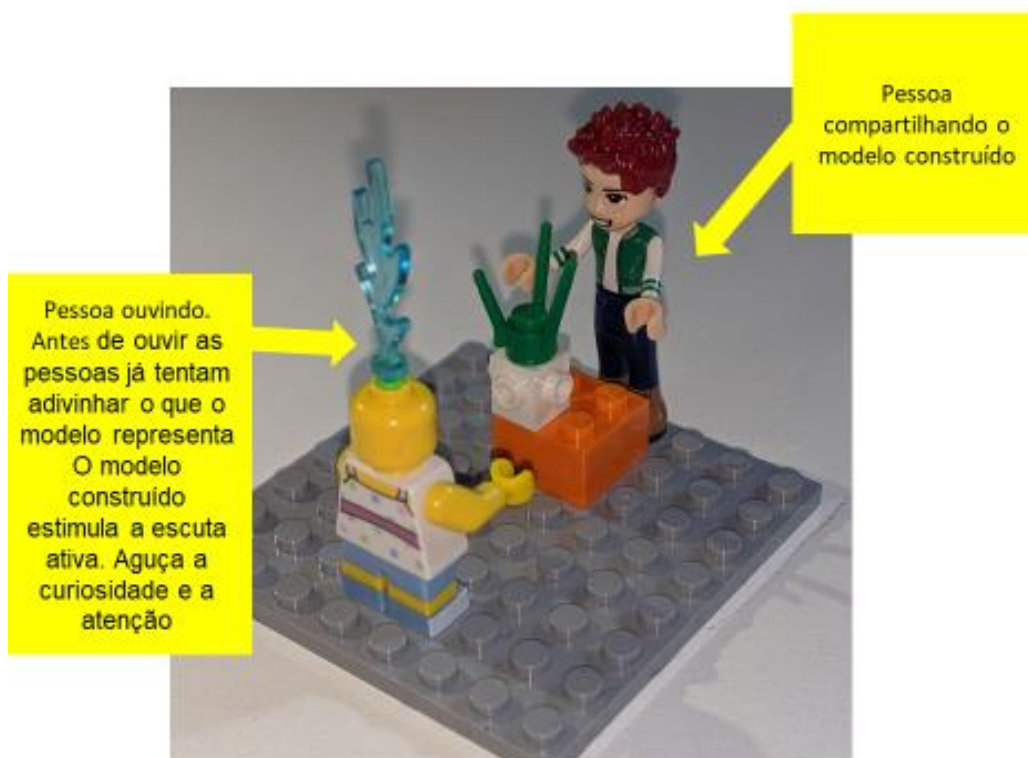 Pessoa
compartilhando o
modelo construído
Pessoa ouvindo.
Antes de ouvir as
pessoas já tentam
adivinhar o que o
modelo representa
O modelo
construído
estimula a escuta
ativa. Aguça a
curiosidade e a
atenção